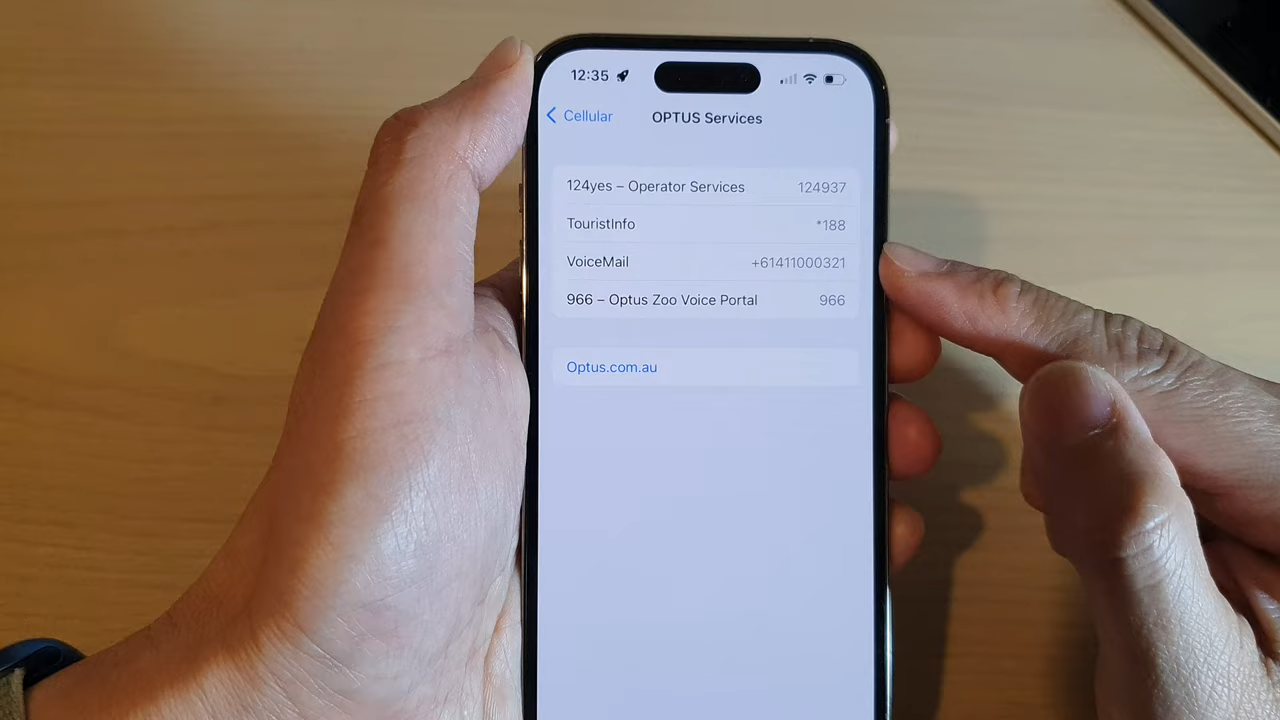 12:35
Cellular
OPTUS Services
124yes – Operator Services 124937
TouristInfo *188
VoiceMail +61411000321
966 – Optus Zoo Voice Portal 966
Optus.com.au